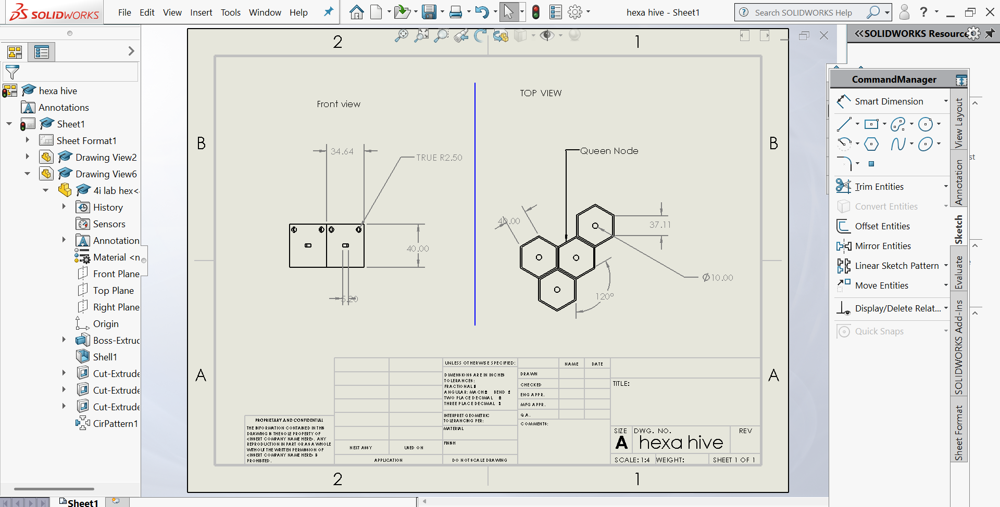 SOLIDWORKS
File Edit View Insert Tools Window Help
hexa hive - Sheet1
Search SOLIDWORKS Help
?
SOLIDWORKS Resourc
hexa hive
Annotations
Sheet1
Sheet Format1
Drawing View2
Drawing View6
4i lab hex<
History
Sensors
Annotation
Material <n
Front Plane
Top Plane
Right Plane
Origin
Boss-Extruc
Shell1
Cut-Extrude
Cut-Extrude
Cut-Extrude
CirPattern1
Sheet1
2
1
B
B
A
A
2
1
Front view
34.64
TRUE R2.50
40.00
5.20
TOP VIEW
Queen Node
40.00
37.11
Ø10.00
120°
UNLESS OTHERWISE SPECIFIED:
DIMENSIONS ARE IN INCHES
TOLERANCES:
FRACTIONAL±
ANGULAR: MACH± BEND ±
TWO PLACE DECIMAL ±
THREE PLACE DECIMAL ±
INTERPRET GEOMETRIC
TOLERANCING PER:
MATERIAL
FINISH
DO NOT SCALE DRAWING
NAME DATE
DRAWN
CHECKED
ENG APPR.
MFG APPR.
Q.A.
COMMENTS:
TITLE:
SIZE DWG. NO. REV
A hexa hive
SCALE: 1:4 WEIGHT: SHEET 1 OF 1
PROPRIETARY AND CONFIDENTIAL
THE INFORMATION CONTAINED IN THIS
DRAWING IS THE SOLE PROPERTY OF
<INSERT COMPANY NAME HERE>. ANY
REPRODUCTION IN PART OR AS A WHOLE
WITHOUT THE WRITTEN PERMISSION OF
<INSERT COMPANY NAME HERE> IS
PROHIBITED.
NEXT ASSY USED ON
APPLICATION
CommandManager
Smart Dimension
Trim Entities
Convert Entities
Offset Entities
Mirror Entities
Linear Sketch Pattern
Move Entities
Display/Delete Relat...
Quick Snaps
View Layout
Annotation
Sketch
Evaluate
SOLIDWORKS Add-Ins
Sheet Format
st